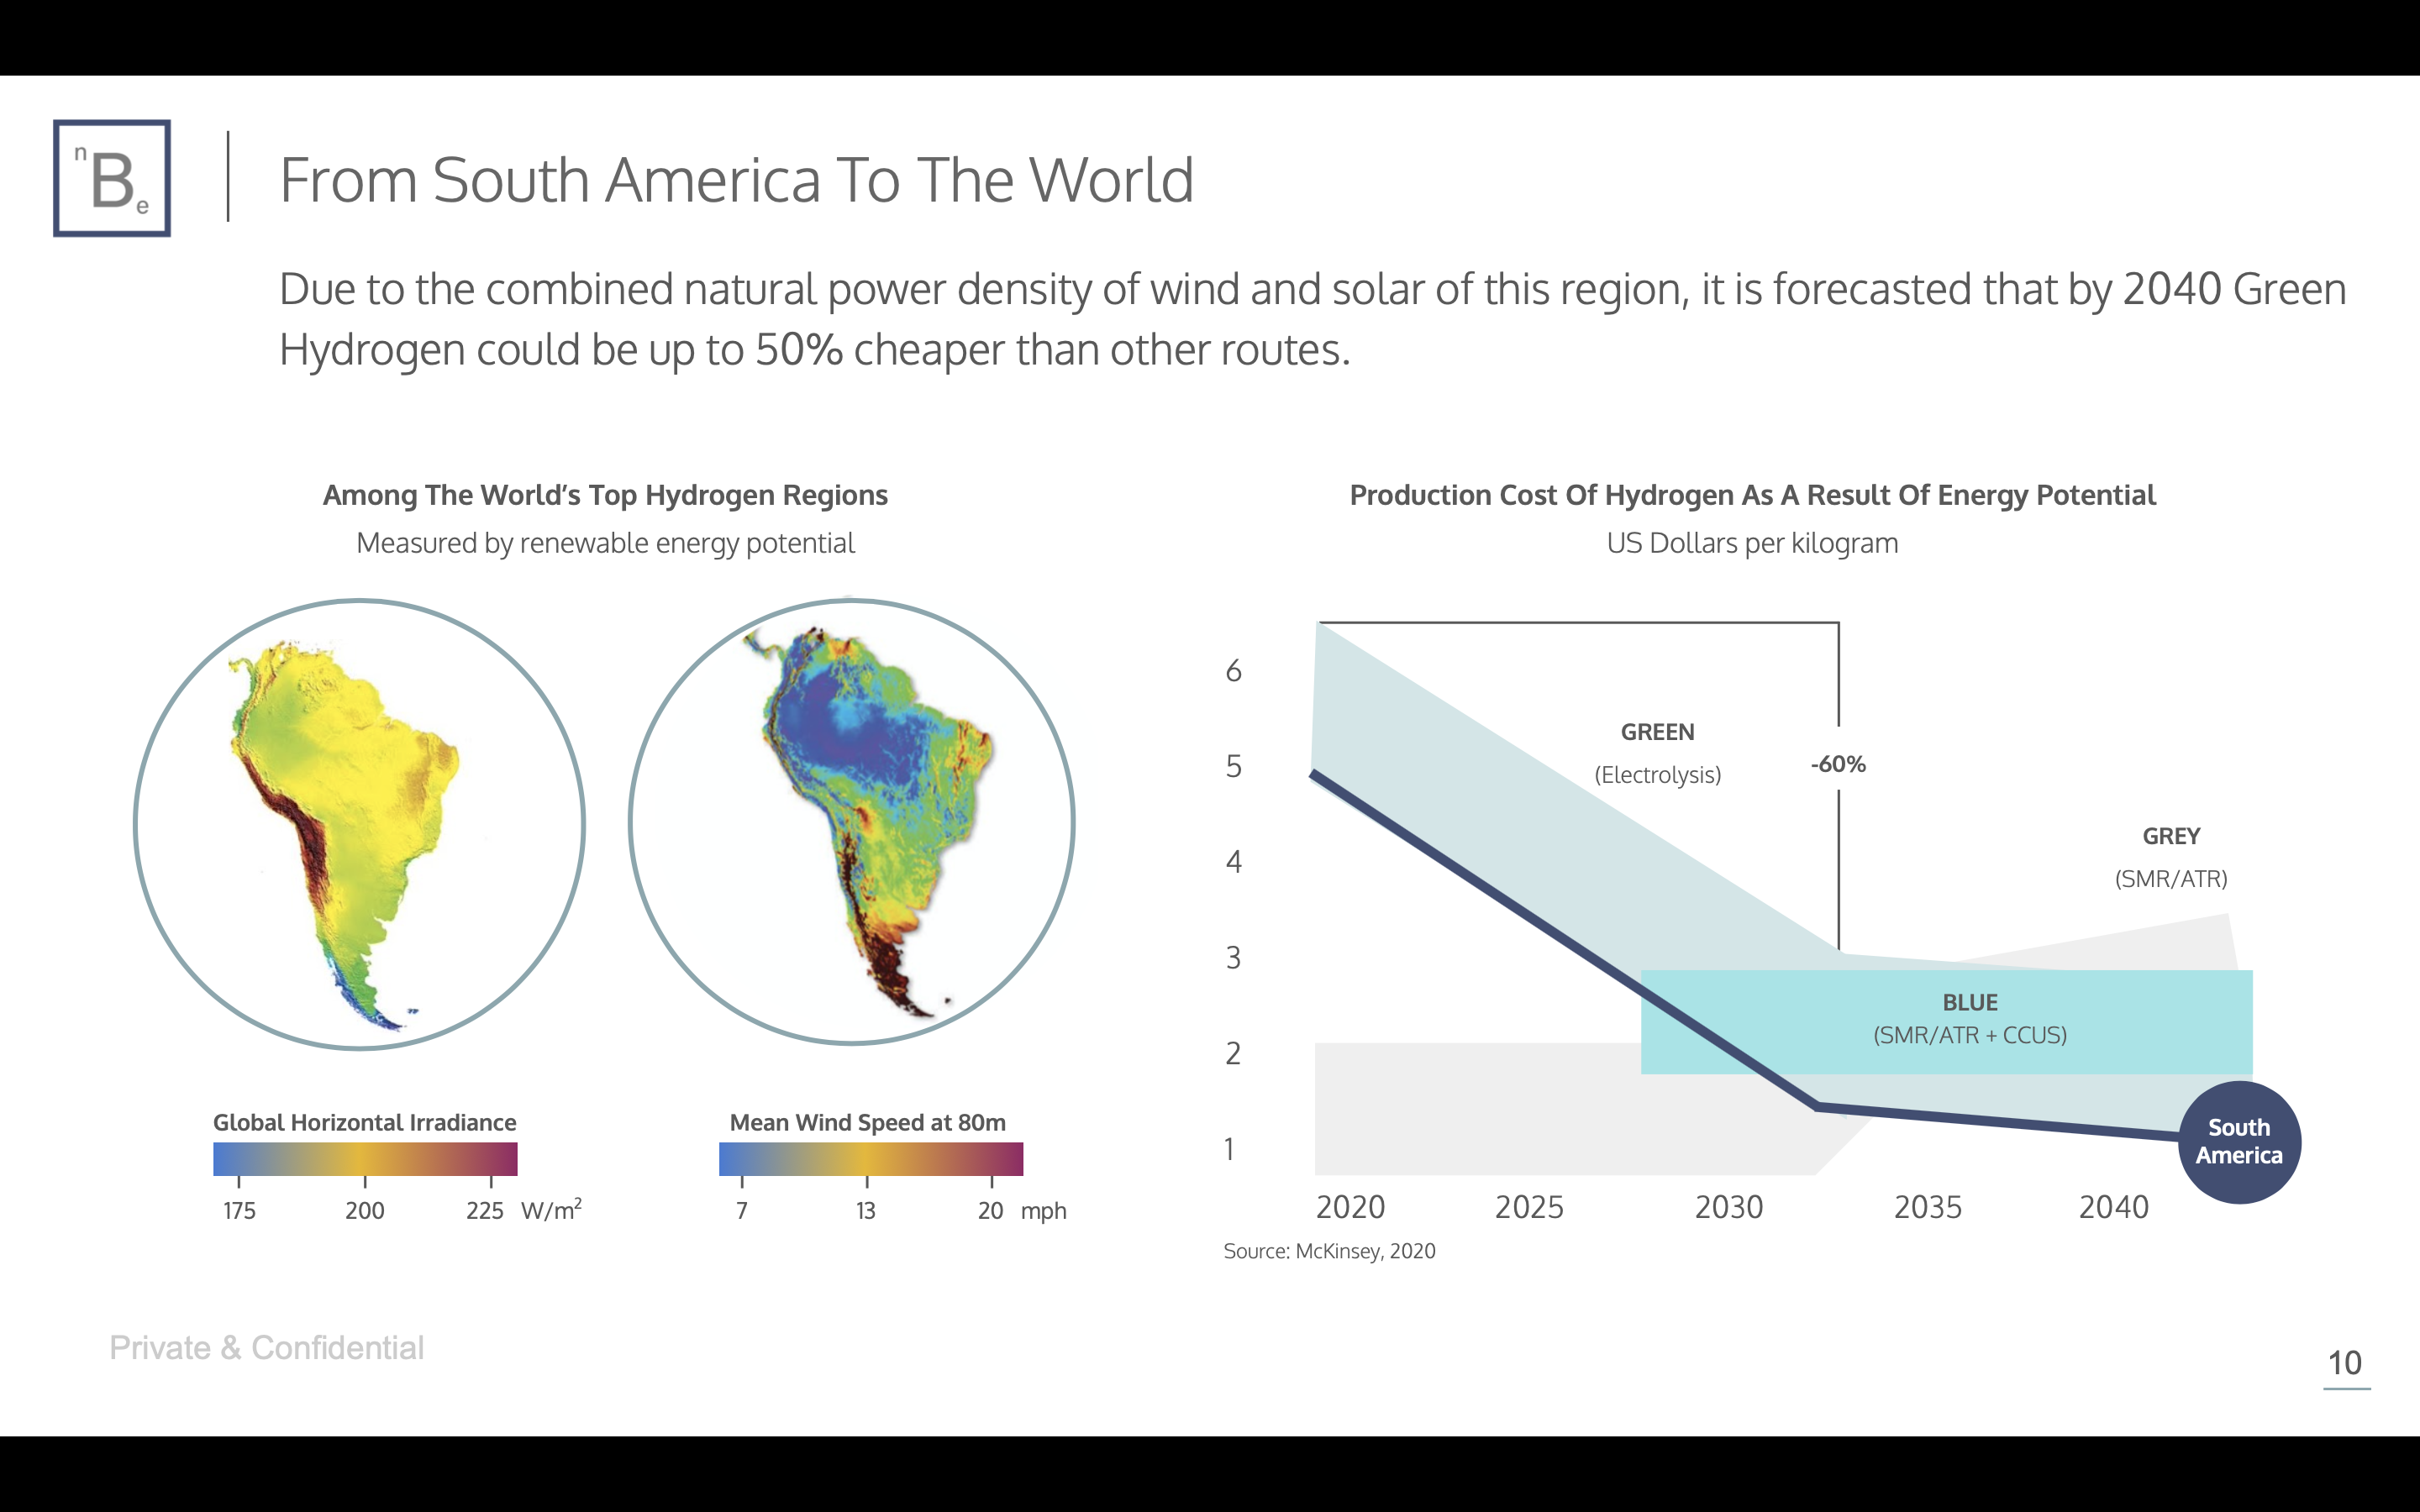 n
B
e
From South America To The World
Due to the combined natural power density of wind and solar of this region, it is forecasted that by 2040 Green
Hydrogen could be up to 50% cheaper than other routes.
Among The World’s Top Hydrogen Regions
Measured by renewable energy potential
Global Horizontal Irradiance
175 200 225 W/m²
Mean Wind Speed at 80m
7 13 20 mph
Production Cost Of Hydrogen As A Result Of Energy Potential
US Dollars per kilogram
6
5
4
3
2
1
GREEN
(Electrolysis)
-60%
GREY
(SMR/ATR)
BLUE
(SMR/ATR + CCUS)
South
America
2020 2025 2030 2035 2040
Source: McKinsey, 2020
Private & Confidential
10